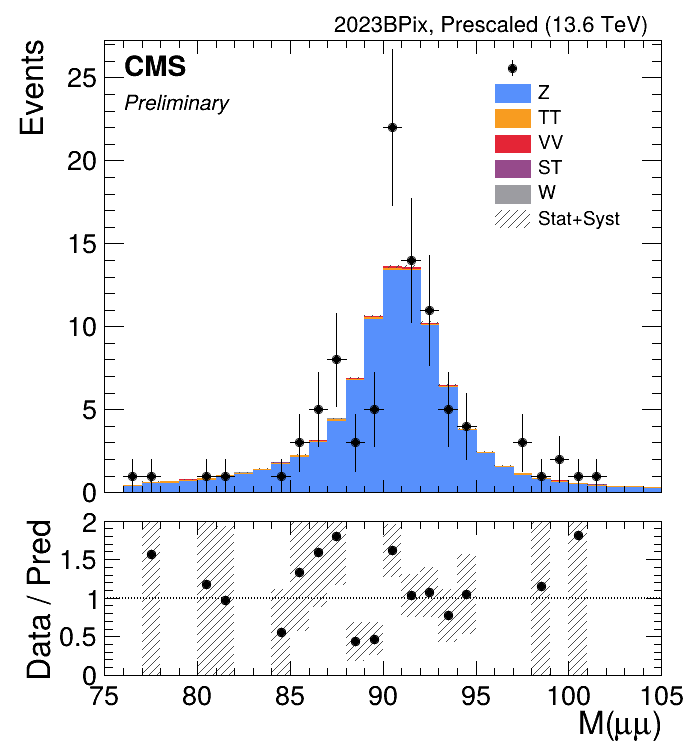 2023BPix, Prescaled (13.6 TeV)
CMS
Preliminary
Events
25
20
15
10
5
0
Z
TT
VV
ST
W
Stat+Syst
Data / Pred
2
1.5
1
0.5
0
75 80 85 90 95 100 105
M(μμ)